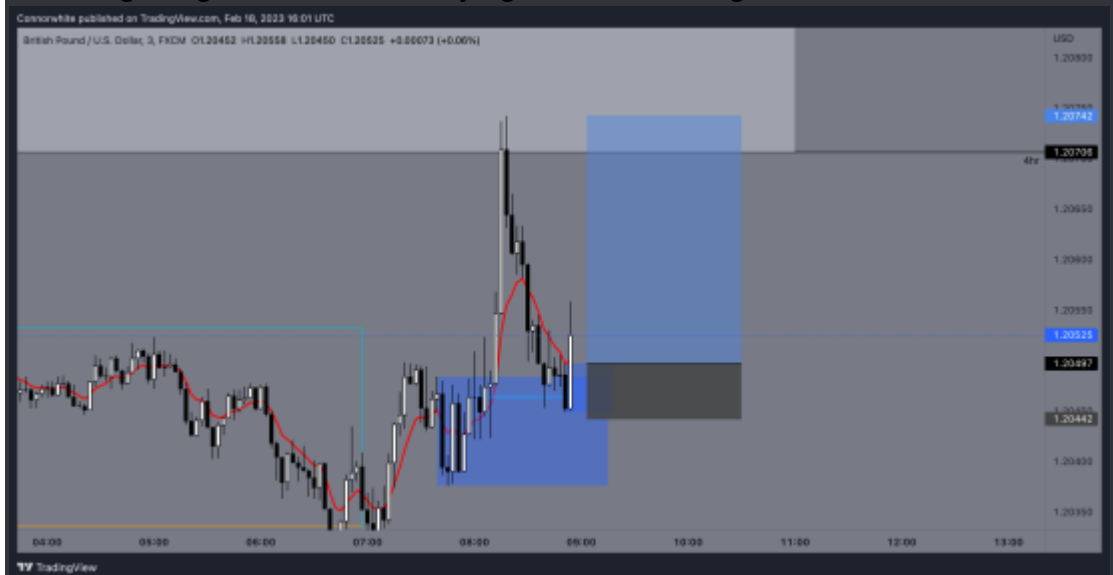 Connorwhite published on TradingView.com, Feb 18, 2023 16:01 UTC
British Pound / U.S. Dollar, 3, FXCM O1.20452 H1.20558 L1.20450 C1.20525 +0.00073 (+0.06%)
USD
1.20800
1.20742
1.20706
4hr
1.20650
1.20600
1.20550
1.20525
1.20497
1.20442
1.20400
1.20350
04:00 05:00 06:00 07:00 08:00 09:00 10:00 11:00 12:00 13:00
TradingView